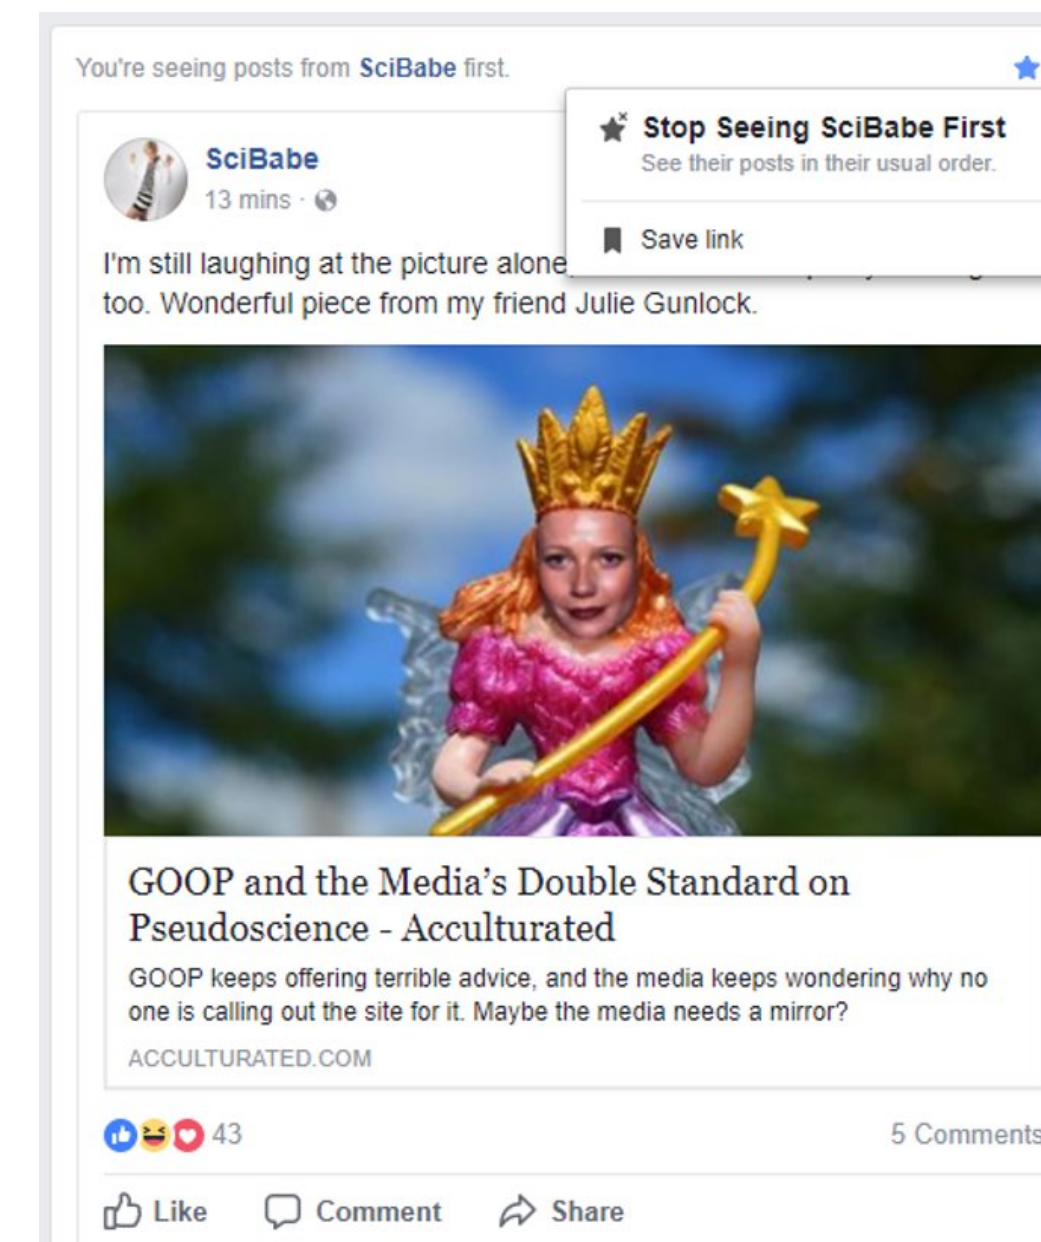 You're seeing posts from SciBabe first.
Stop Seeing SciBabe First
See their posts in their usual order.
Save link
SciBabe
13 mins ·
I'm still laughing at the picture alone
too. Wonderful piece from my friend Julie Gunlock.
GOOP and the Media's Double Standard on
Pseudoscience - Acculturated
GOOP keeps offering terrible advice, and the media keeps wondering why no
one is calling out the site for it. Maybe the media needs a mirror?
ACCULTURATED.COM
43
5 Comments
Like Comment Share